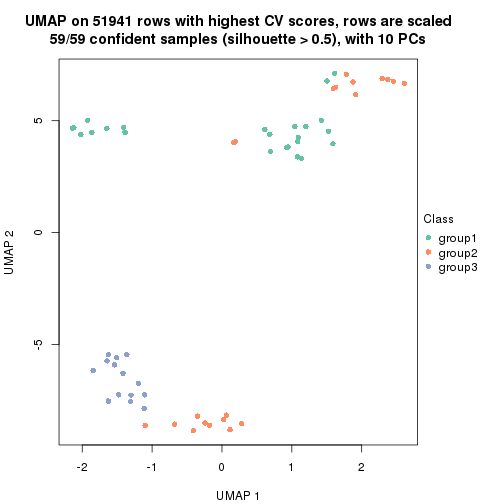 UMAP on 51941 rows with highest CV scores, rows are scaled
59/59 confident samples (silhouette > 0.5), with 10 PCs
5
0
-5
UMAP 2
Class
group1
group2
group3
-2
-1
0
1
2
UMAP 1